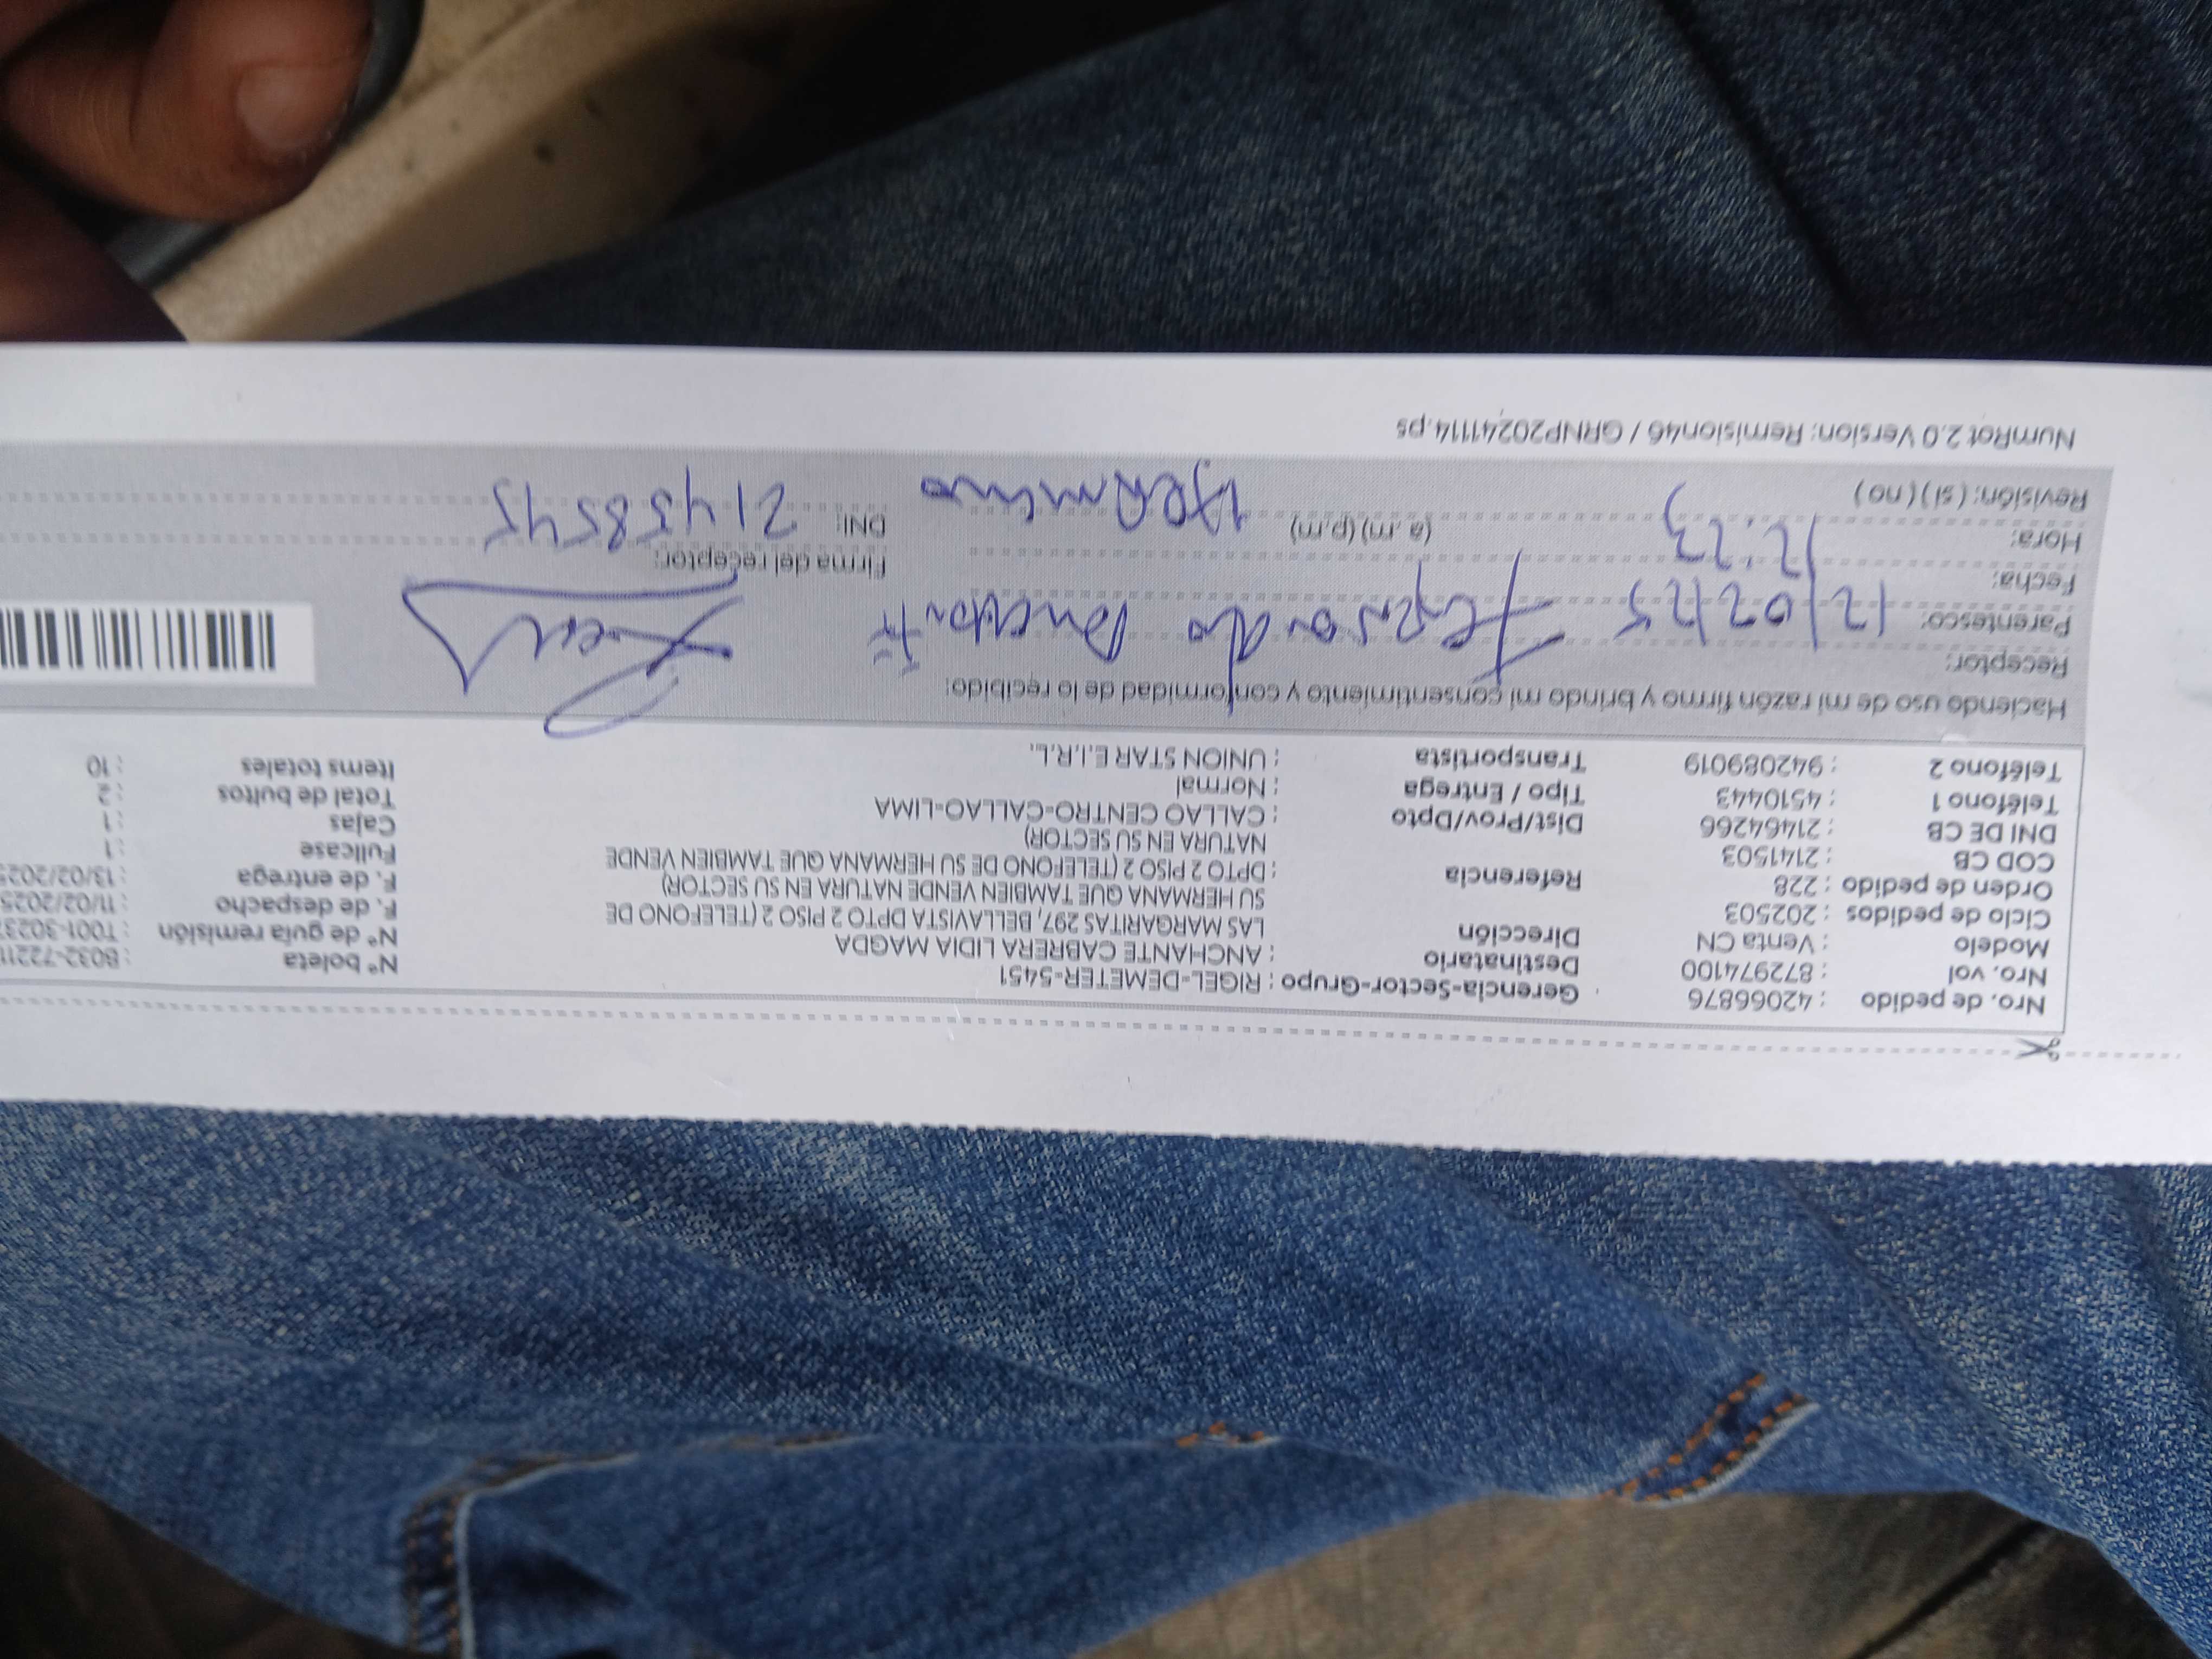 Nro. de pedido : 42066876 Gerencia-Sector-Grupo : RIGEL-DEMETER-5451 Nº boleta : B032-7221
Nro. vol : 872974100 Destinatario : ANCHANTE CABRERA LIDIA MAGDA Nº de guía remisión : T001-3023
Modelo : Venta CN Dirección LAS MARGARITAS 297, BELLAVISTA DPTO 2 PISO 2 (TELEFONO DE F. de despacho : 11/02/2025
Ciclo de pedidos : 202503 SU HERMANA QUE TAMBIEN VENDE NATURA EN SU SECTOR) F. de entrega : 13/02/2025
Orden de pedido : 228 Referencia : DPTO 2 PISO 2 (TELEFONO DE SU HERMANA QUE TAMBIEN VENDE Fullcase : 1
COD CB : 2141503 NATURA EN SU SECTOR) Cajas : 1
DNI DE CB : 21464266 Dist/Prov/Dpto : CALLAO CENTRO-CALLAO-LIMA Total de bultos : 2
Teléfono 1 : 4510443 Tipo / Entrega : Normal Items totales : 10
Teléfono 2 : 942089019 Transportista : UNION STAR E.I.R.L.
Haciendo uso de mi razón firmo y brindo mi consentimiento y conformidad de lo recibido:
Receptor:
Parentesco: 12/02/25 Fernando
Fecha: Firma del receptor:
Hora: 12:23 (a.m) (p.m) DNI: 21458545
Revisión: (si) (no) Hermano
NumRot 2.0 Version: Remision46 / GRNP20241114.ps